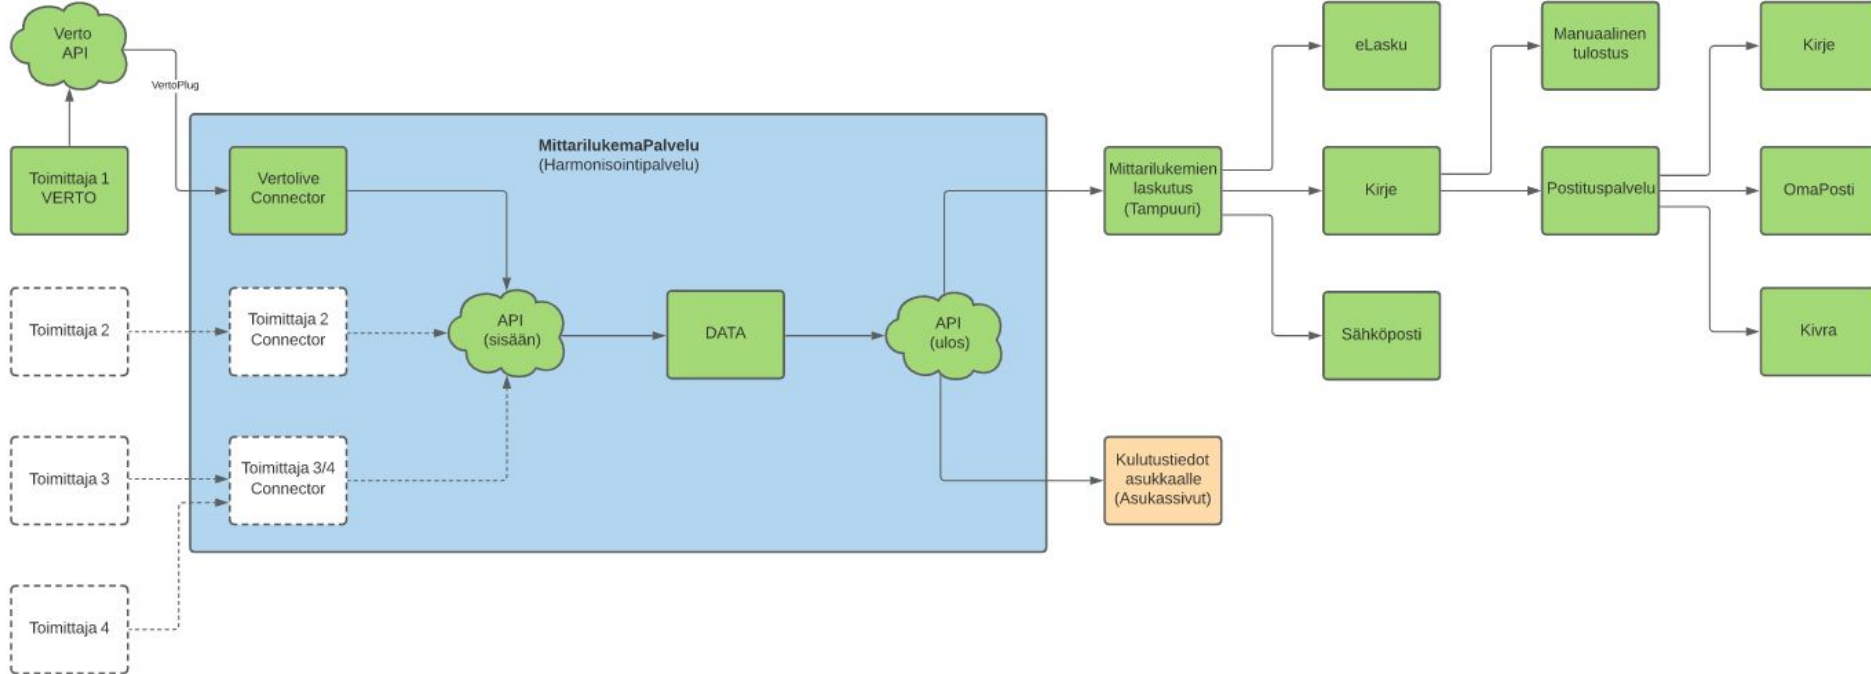 Verto
API
VertoPlug
Toimittaja 1
VERTO
Toimittaja 2
Toimittaja 3
Toimittaja 4
MittarilukemaPalvelu
(Harmonisointipalvelu)
Vertolive
Connector
Toimittaja 2
Connector
Toimittaja 3/4
Connector
API
(sisään)
DATA
API
(ulos)
Mittarilukemien
laskutus
(Tampuuri)
Kulutustiedot
asukkaalle
(Asukassivut)
eLasku
Kirje
Sähköposti
Manuaalinen
tulostus
Postituspalvelu
Kirje
OmaPosti
Kivra